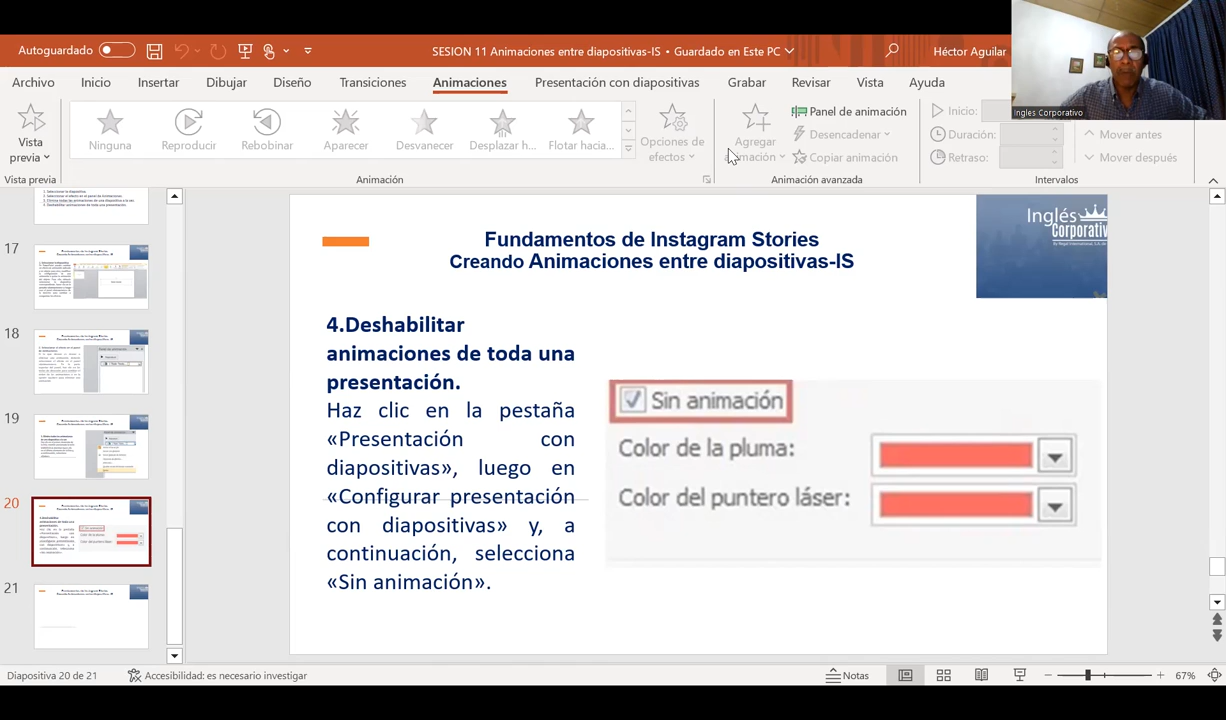 Autoguardado
SESION 11 Animaciones entre diapositivas-IS • Guardado en Este PC
Héctor Aguilar
Archivo Inicio Insertar Dibujar Diseño Transiciones Animaciones Presentación con diapositivas Grabar Revisar Vista Ayuda
Ingles Corporativo
Vista
previa
Vista previa
Ninguna Reproducir Rebobinar Aparecer Desvanecer Desplazar h... Flotar hacia...
Animación
Opciones de
efectos
Agregar
animación
Panel de animación
Desencadenar
Copiar animación
Animación avanzada
Inicio:
Duración:
Retraso:
Mover antes
Mover después
Intervalos
17
18
19
20
21
Fundamentos de Instagram Stories
Creando Animaciones entre diapositivas-IS
Inglés
Corporativ
4.Deshabilitar
animaciones de toda una
presentación.
Haz clic en la pestaña
«Presentación con
diapositivas», luego en
«Configurar presentación
con diapositivas» y, a
continuación, selecciona
«Sin animación».
Sin animación
Color de la pluma:
Color del puntero láser:
Diapositiva 20 de 21
Accesibilidad: es necesario investigar
Notas
67%